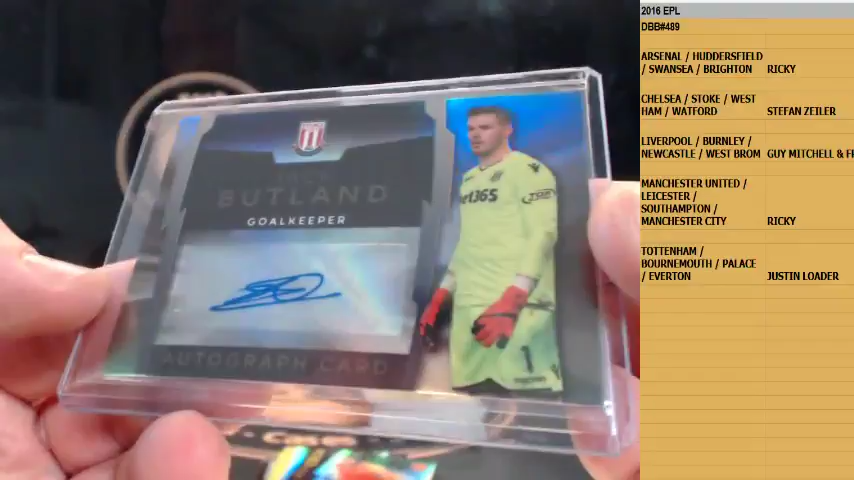 BUTLAND
GOALKEEPER
AUTOGRAPH CARD
bet365
1
2016 EPL
DBB#489
ARSENAL / HUDDERSFIELD
/ SWANSEA / BRIGHTON RICKY
CHELSEA / STOKE / WEST
HAM / WATFORD STEFAN ZEILER
LIVERPOOL / BURNLEY /
NEWCASTLE / WEST BROM GUY MITCHELL & F
MANCHESTER UNITED /
LEICESTER /
SOUTHAMPTON /
MANCHESTER CITY RICKY
TOTTENHAM /
BOURNEMOUTH / PALACE
/ EVERTON JUSTIN LOADER